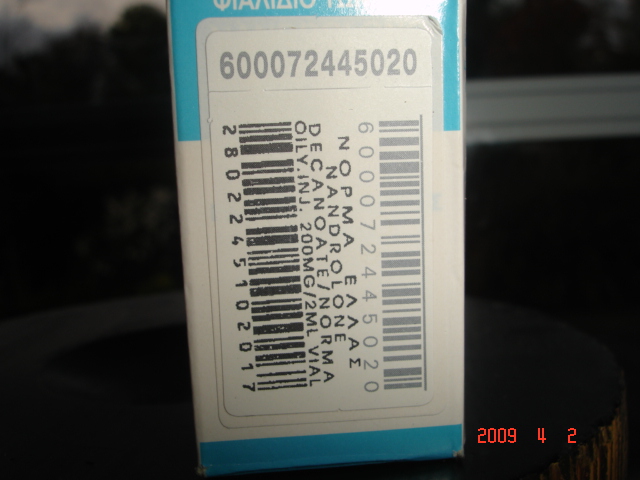 ΦΙΑΛΙΔΙΟ
600072445020
600072445020
ΝΟΡΜΑ ΕΛΛΑΣ
NANDROLONE
DECANOATE/NORMA
OILY.INJ. 200MG/2ML VIAL
2802245102017
2009 4 2